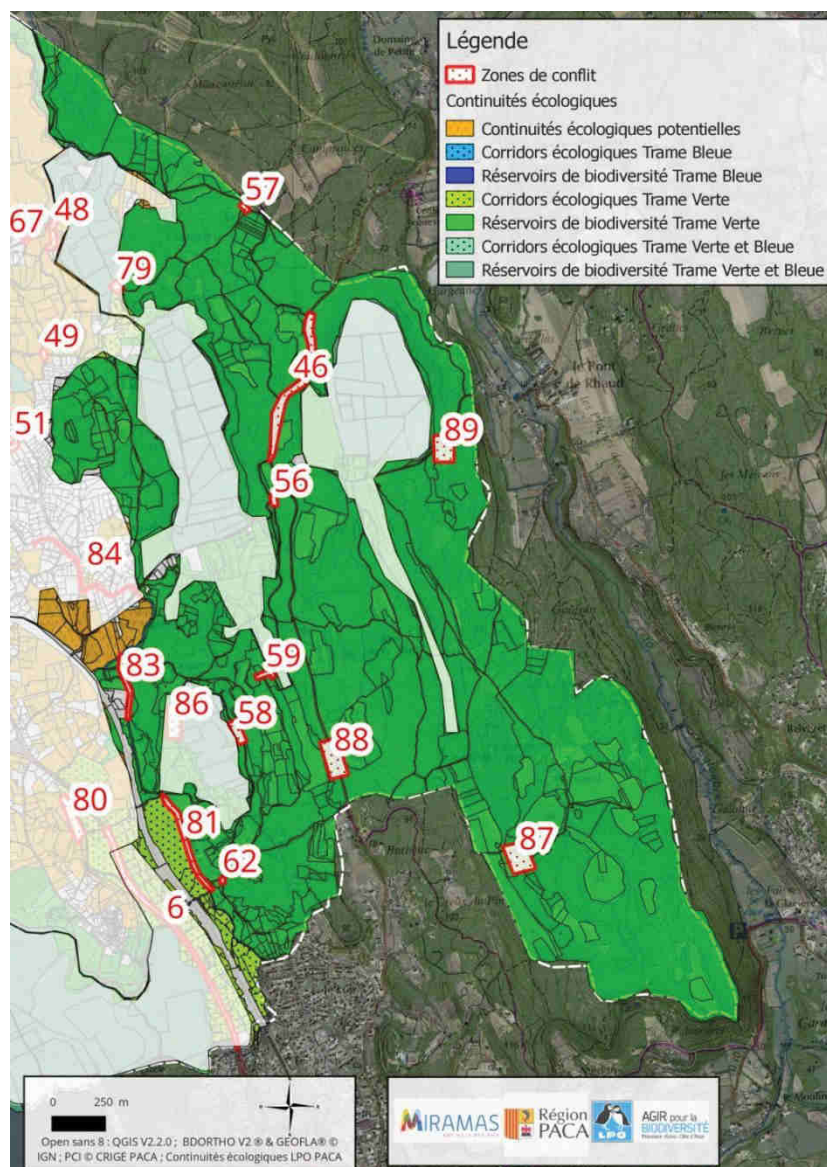 Légende
Zones de conflit
Continuités écologiques
Continuités écologiques potentielles
Corridors écologiques Trame Bleue
Réservoirs de biodiversité Trame Bleue
Corridors écologiques Trame Verte
Réservoirs de biodiversité Trame Verte
Corridors écologiques Trame Verte et Bleue
Réservoirs de biodiversité Trame Verte et Bleue
Domaine
57
48
67
79
49
46
le Pont
de Rhaud
51
89
56
84
59
83
86
58
88
80
81
87
62
6
P
0 250 m
Open sans 8 : QGIS V2.2.0 ; BDORTHO V2 ® & GEOFLA® ©
IGN ; PCI © CRIGE PACA ; Continuités écologiques LPO PACA
MIRAMAS
Région
PACA
LPO
AGIR pour la
BIODIVERSITÉ